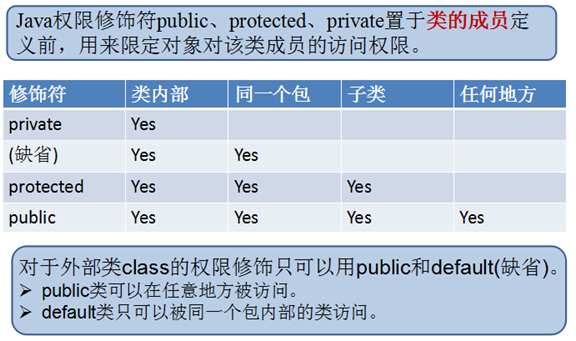 Java权限修饰符public、protected、private置于类的成员定
义前，用来限定对象对该类成员的访问权限。
修饰符 类内部 同一个包 子类 任何地方
private Yes
(缺省) Yes Yes
protected Yes Yes Yes
public Yes Yes Yes Yes
对于外部类class的权限修饰只可以用public和default(缺省)。
➢ public类可以在任意地方被访问。
➢ default类只可以被同一个包内部的类访问。